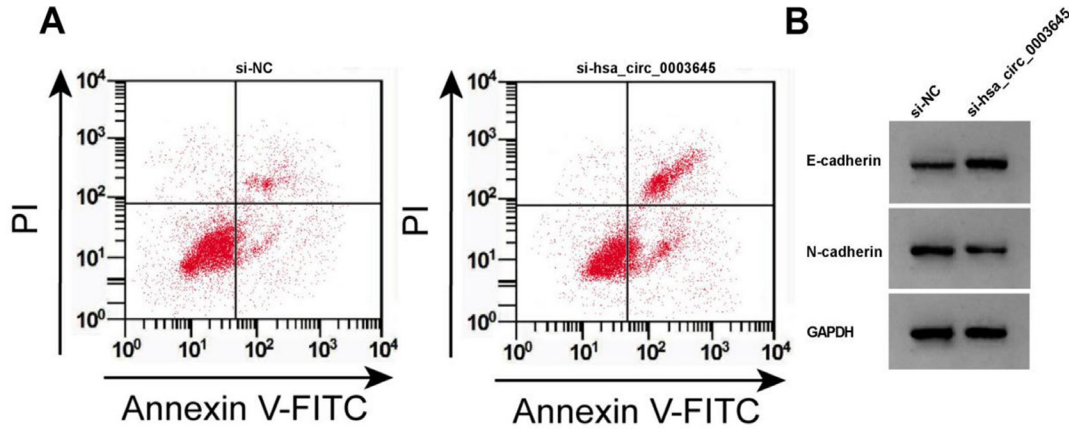 A
si-NC
PI
10⁴
10³
10²
10¹
10⁰
10⁰ 10¹ 10² 10³ 10⁴
Annexin V-FITC
si-hsa_circ_0003645
PI
10⁴
10³
10²
10¹
10⁰
10⁰ 10¹ 10² 10³ 10⁴
Annexin V-FITC
B
si-NC
si-hsa_circ_0003645
E-cadherin
N-cadherin
GAPDH